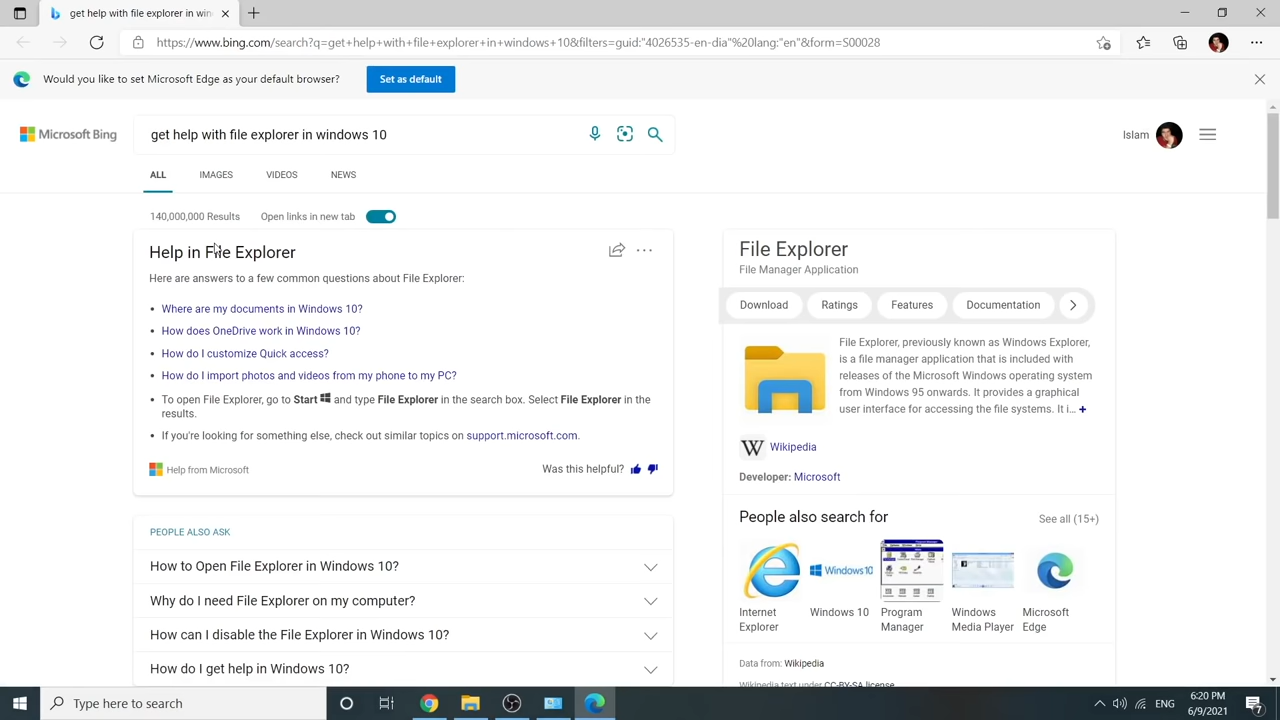 get help with file explorer in win
https://www.bing.com/search?q=get+help+with+file+explorer+in+windows+10&filters=guid:"4026535-en-dia"%20lang:"en"&form=S00028
Would you like to set Microsoft Edge as your default browser?
Set as default
Microsoft Bing
get help with file explorer in windows 10
Islam
ALL
IMAGES
VIDEOS
NEWS
140,000,000 Results
Open links in new tab
Help in File Explorer
Here are answers to a few common questions about File Explorer:
• Where are my documents in Windows 10?
• How does OneDrive work in Windows 10?
• How do I customize Quick access?
• How do I import photos and videos from my phone to my PC?
• To open File Explorer, go to Start and type File Explorer in the search box. Select File Explorer in the
results.
• If you're looking for something else, check out similar topics on support.microsoft.com.
Help from Microsoft
Was this helpful?
PEOPLE ALSO ASK
How to Open File Explorer in Windows 10?
Why do I need File Explorer on my computer?
How can I disable the File Explorer in Windows 10?
How do I get help in Windows 10?
File Explorer
File Manager Application
Download
Ratings
Features
Documentation
File Explorer, previously known as Windows Explorer,
is a file manager application that is included with
releases of the Microsoft Windows operating system
from Windows 95 onwards. It provides a graphical
user interface for accessing the file systems. It i… +
W Wikipedia
Developer: Microsoft
People also search for
See all (15+)
Windows 10
Internet
Explorer
Windows 10
Program
Manager
Windows
Media Player
Microsoft
Edge
Data from: Wikipedia
Wikipedia text under CC-BY-SA license
Type here to search
ENG
6:20 PM
6/9/2021
7